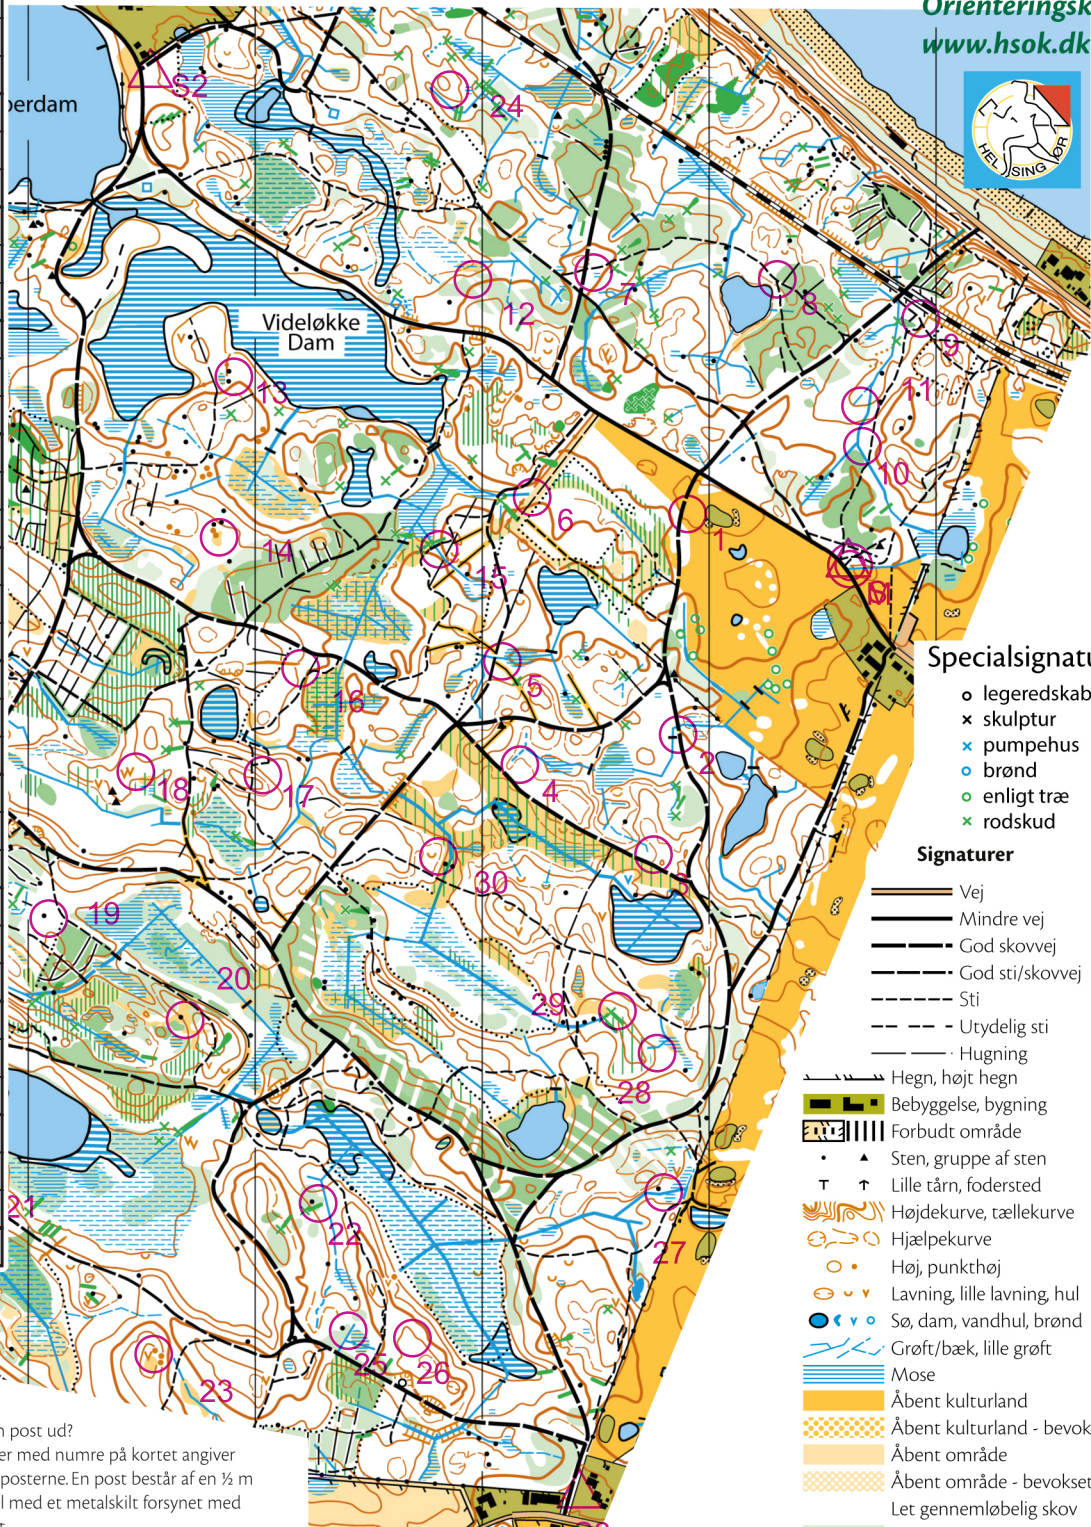 Orienteringsk
www.hsok.dk
HELSINGØR
perdam
S2
24
Videløkke
Dam
12
7
8
9
13
11
10
6
1
14
15
5
16
2
18
17
4
3
30
19
20
29
28
21
22
27
25
26
23
Specialsignatu
legeredskab
skulptur
pumpehus
brønd
enligt træ
rodskud
Signaturer
Vej
Mindre vej
God skovvej
God sti/skovvej
Sti
Utydelig sti
Hugning
Hegn, højt hegn
Bebyggelse, bygning
Forbudt område
Sten, gruppe af sten
Lille tårn, fodersted
Højdekurve, tællekurve
Hjælpekurve
Høj, punkthøj
Lavning, lille lavning, hul
Sø, dam, vandhul, brønd
Grøft/bæk, lille grøft
Mose
Åbent kulturland
Åbent kulturland - bevok
Åbent område
Åbent område - bevokset
Let gennemløbelig skov
n post ud?
er med numre på kortet angiver
posterne. En post består af en ½ m
l med et metalskilt forsynet med